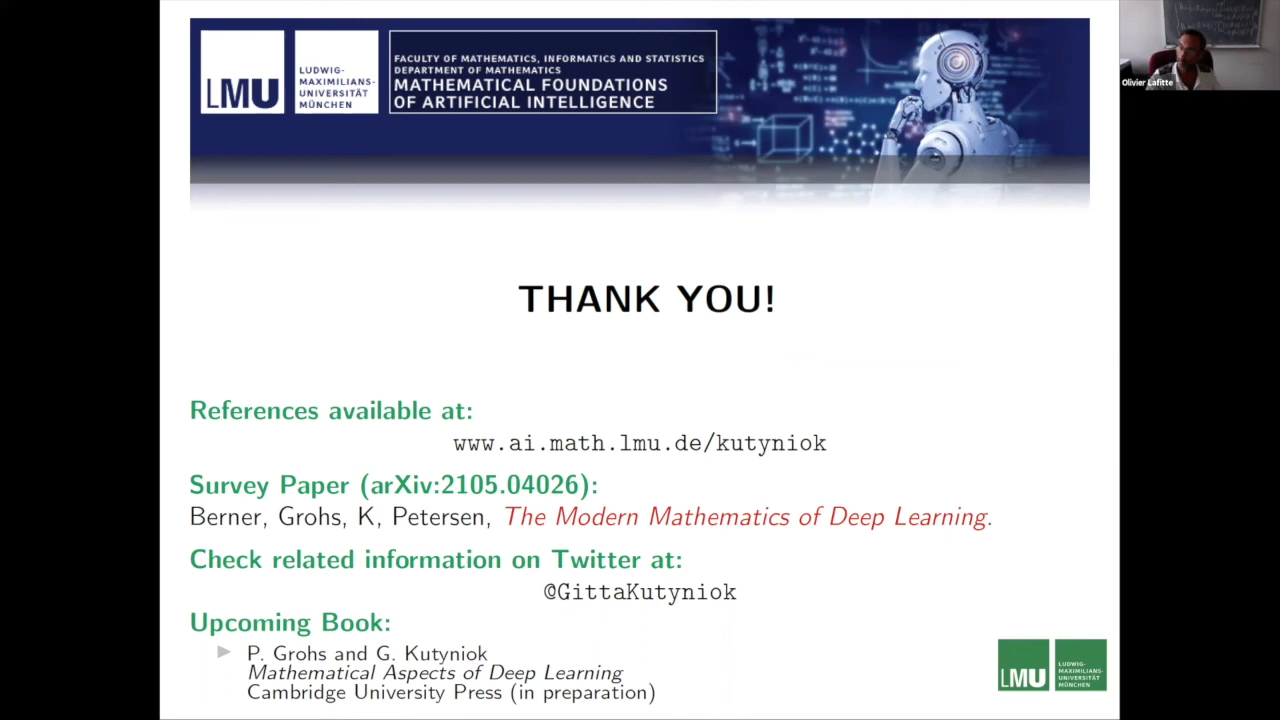 LMU
LUDWIG-
MAXIMILIANS-
UNIVERSITÄT
MÜNCHEN
FACULTY OF MATHEMATICS, INFORMATICS AND STATISTICS
DEPARTMENT OF MATHEMATICS
MATHEMATICAL FOUNDATIONS
OF ARTIFICIAL INTELLIGENCE
Olivier Lafitte
THANK YOU!
References available at:
www.ai.math.lmu.de/kutyniok
Survey Paper (arXiv:2105.04026):
Berner, Grohs, K, Petersen, The Modern Mathematics of Deep Learning.
Check related information on Twitter at:
@GittaKutyniok
Upcoming Book:
P. Grohs and G. Kutyniok
Mathematical Aspects of Deep Learning
Cambridge University Press (in preparation)
LMU
LUDWIG-
MAXIMILIANS-
UNIVERSITÄT
MÜNCHEN